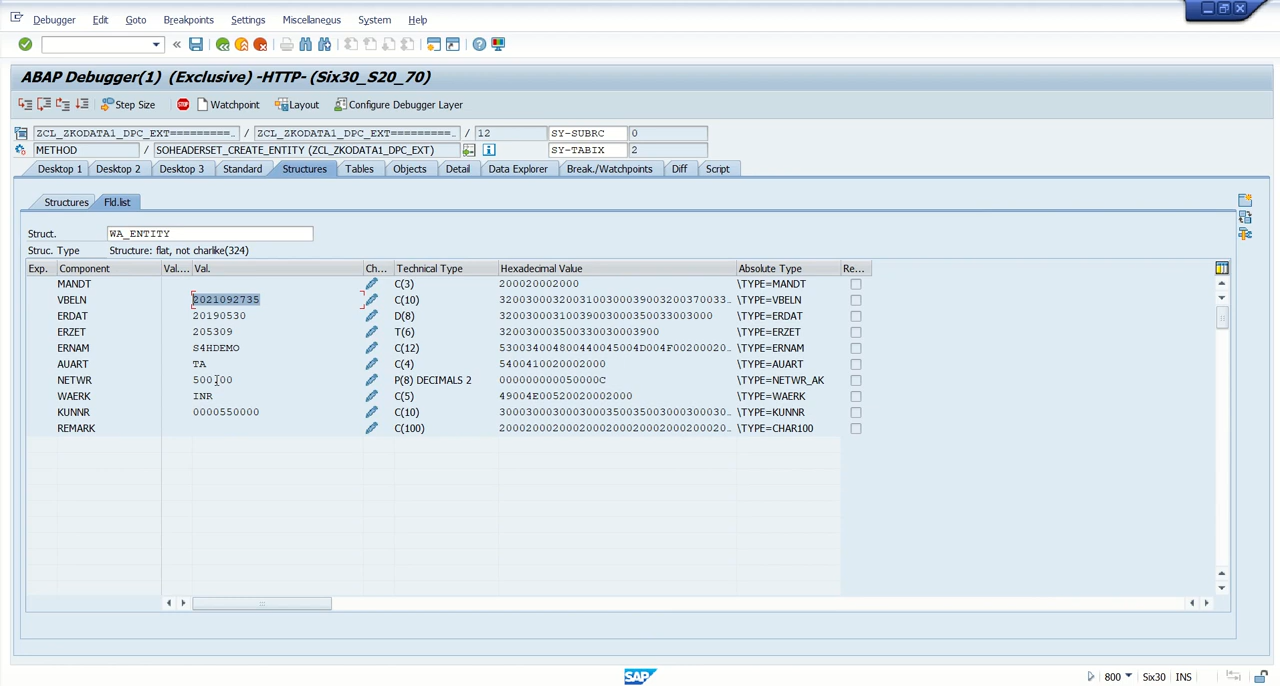 Debugger Edit Goto Breakpoints Settings Miscellaneous System Help
ABAP Debugger(1) (Exclusive) -HTTP- (Six30_S20_70)
Step Size Watchpoint Layout Configure Debugger Layer
ZCL_ZKODATA1_DPC_EXT=========.. / ZCL_ZKODATA1_DPC_EXT=========.. / 12 SY-SUBRC 0
METHOD / SOHEADERSET_CREATE_ENTITY (ZCL_ZKODATA1_DPC_EXT) SY-TABIX 2
Desktop 1 Desktop 2 Desktop 3 Standard Structures Tables Objects Detail Data Explorer Break./Watchpoints Diff Script
Structures Fld.list
Struct. WA_ENTITY
Struc. Type Structure: flat, not charlike(324)
Exp. Component Val.... Val. Ch... Technical Type Hexadecimal Value Absolute Type Re...
MANDT C(3) 200020002000 \TYPE=MANDT
VBELN 2021092735 C(10) 3200300032003100300039003200370033... \TYPE=VBELN
ERDAT 20190530 D(8) 32003000310039003000350033003000 \TYPE=ERDAT
ERZET 205309 T(6) 320030003500330030003900 \TYPE=ERZET
ERNAM S4HDEMO C(12) 530034004800440045004D004F00200020... \TYPE=ERNAM
AUART TA C(4) 5400410020002000 \TYPE=AUART
NETWR P(8) DECIMALS 2 000000000050000C \TYPE=NETWR_AK
WAERK INR C(5) 49004E00520020002000 \TYPE=WAERK
KUNNR 0000550000 C(10) \TYPE=KUNNR
REMARK C(100) \TYPE=CHAR100
SAP 800 Six30 INS